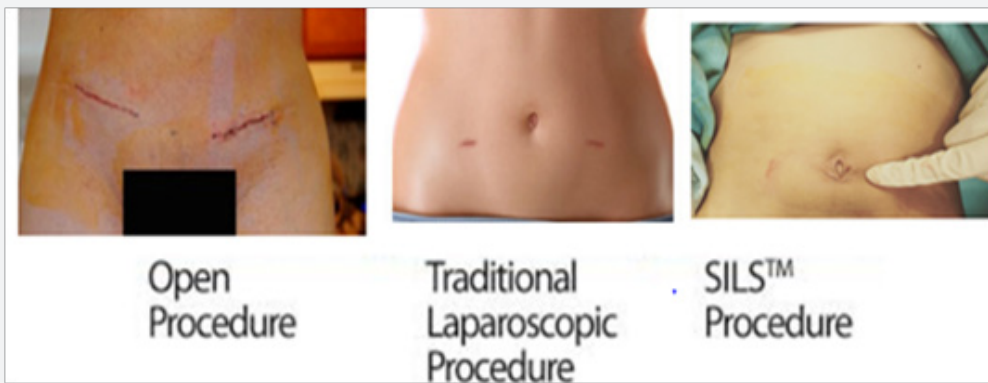 Open
Procedure
Traditional
Laparoscopic
Procedure
SILS™
Procedure